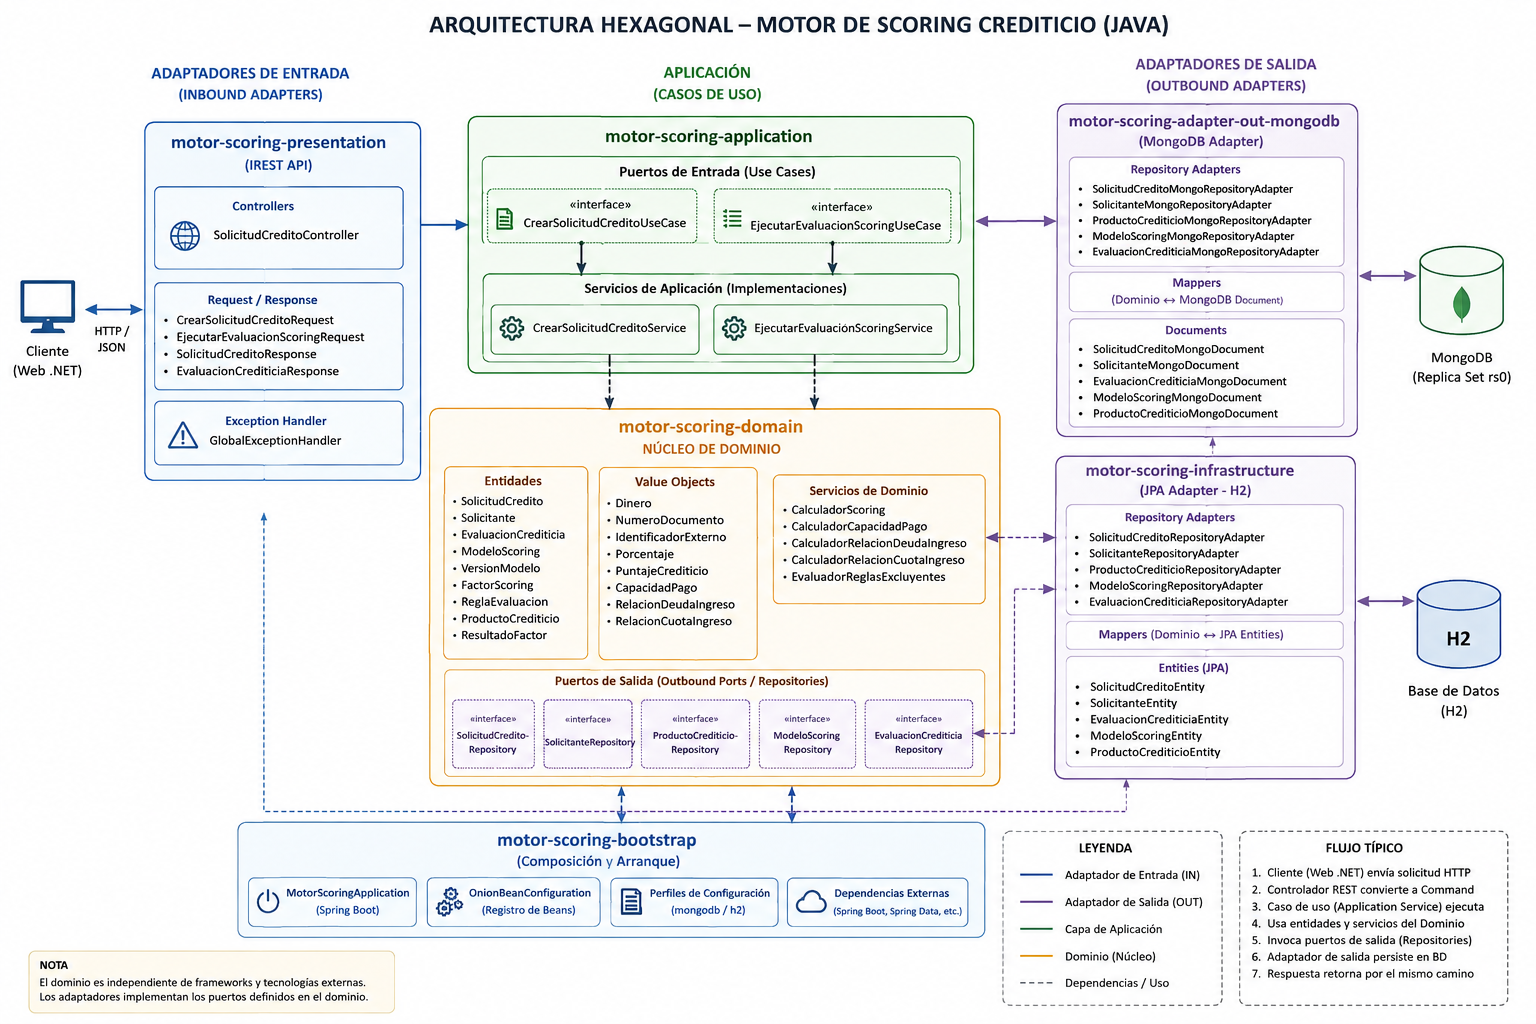 ARQUITECTURA HEXAGONAL – MOTOR DE SCORING CREDITICIO (JAVA)
ADAPTADORES DE ENTRADA
(INBOUND ADAPTERS)
motor-scoring-presentation
(IREST API)
Controllers
SolicitudCreditoController
Request / Response
• CrearSolicitudCreditoRequest
• EjecutarEvaluacionScoringRequest
• SolicitudCreditoResponse
• EvaluacionCrediticiaResponse
Exception Handler
GlobalExceptionHandler
Cliente
(Web .NET)
HTTP /
JSON
APLICACIÓN
(CASOS DE USO)
motor-scoring-application
Puertos de Entrada (Use Cases)
«interface»
CrearSolicitudCreditoUseCase
«interface»
EjecutarEvaluacionScoringUseCase
Servicios de Aplicación (Implementaciones)
CrearSolicitudCreditoService
EjecutarEvaluacionScoringService
motor-scoring-domain
NÚCLEO DE DOMINIO
Entidades
• SolicitudCredito
• Solicitante
• EvaluacionCrediticia
• ModeloScoring
• VersionModelo
• FactorScoring
• ReglaEvaluacion
• ProductoCrediticio
• ResultadoFactor
Value Objects
• Dinero
• NumeroDocumento
• IdentificadorExterno
• Porcentaje
• PuntajeCrediticio
• CapacidadPago
• RelacionDeudaIngreso
• RelacionCuotaIngreso
Servicios de Dominio
• CalculadorScoring
• CalculadorCapacidadPago
• CalculadorRelacionDeudaIngreso
• CalculadorRelacionCuotaIngreso
• EvaluadorReglasExcluyentes
Puertos de Salida (Outbound Ports / Repositories)
«interface»
SolicitudCredito-
Repository
«interface»
SolicitanteRepository
«interface»
ProductoCrediticio-
Repository
«interface»
ModeloScoring
Repository
«interface»
EvaluacionCrediticia
Repository
ADAPTADORES DE SALIDA
(OUTBOUND ADAPTERS)
motor-scoring-adapter-out-mongodb
(MongoDB Adapter)
Repository Adapters
• SolicitudCreditoMongoRepositoryAdapter
• SolicitanteMongoRepositoryAdapter
• ProductoCrediticioMongoRepositoryAdapter
• ModeloScoringMongoRepositoryAdapter
• EvaluacionCrediticiaMongoRepositoryAdapter
Mappers
(Dominio ↔ MongoDB Document)
Documents
• SolicitudCreditoMongoDocument
• SolicitanteMongoDocument
• EvaluacionCrediticiaMongoDocument
• ModeloScoringMongoDocument
• ProductoCrediticioMongoDocument
MongoDB
(Replica Set rs0)
motor-scoring-infrastructure
(JPA Adapter - H2)
Repository Adapters
• SolicitudCreditoRepositoryAdapter
• SolicitanteRepositoryAdapter
• ProductoCrediticioRepositoryAdapter
• ModeloScoringRepositoryAdapter
• EvaluacionCrediticiaRepositoryAdapter
Mappers (Dominio ↔ JPA Entities)
Entities (JPA)
• SolicitudCreditoEntity
• SolicitanteEntity
• EvaluacionCrediticiaEntity
• ModeloScoringEntity
• ProductoCrediticioEntity
H2
Base de Datos
(H2)
motor-scoring-bootstrap
(Composición y Arranque)
MotorScoringApplication
(Spring Boot)
OnionBeanConfiguration
(Registro de Beans)
Perfiles de Configuración
(mongodb / h2)
Dependencias Externas
(Spring Boot, Spring Data, etc.)
LEYENDA
Adaptador de Entrada (IN)
Adaptador de Salida (OUT)
Capa de Aplicación
Dominio (Núcleo)
Dependencias / Uso
FLUJO TÍPICO
1. Cliente (Web .NET) envía solicitud HTTP
2. Controlador REST convierte a Command
3. Caso de uso (Application Service) ejecuta
4. Usa entidades y servicios del Dominio
5. Invoca puertos de salida (Repositories)
6. Adaptador de salida persiste en BD
7. Respuesta retorna por el mismo camino
NOTA
El dominio es independiente de frameworks y tecnologías externas.
Los adaptadores implementan los puertos definidos en el dominio.